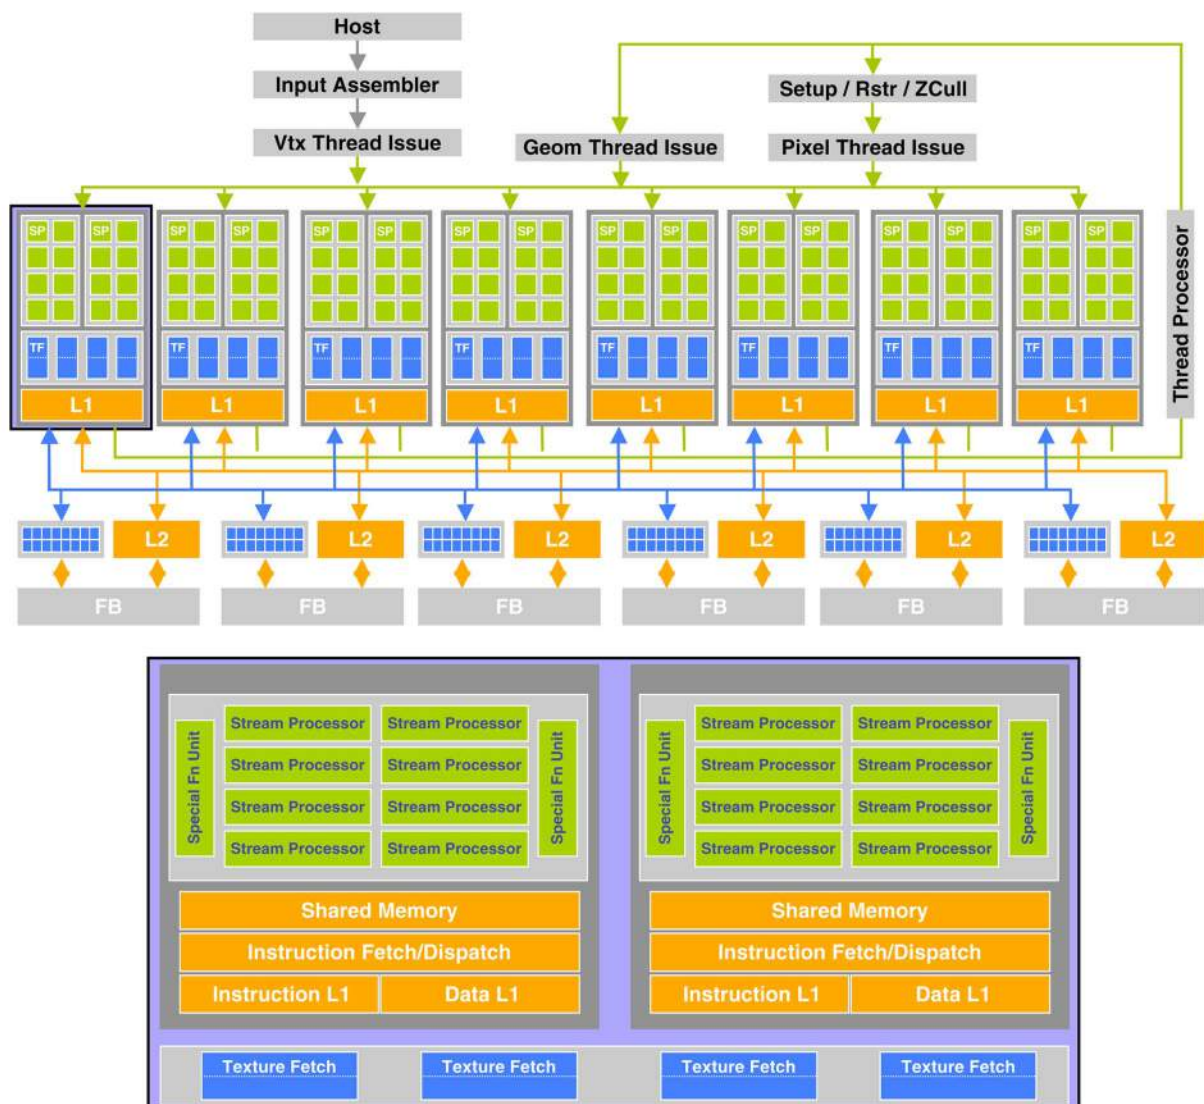 Host
Input Assembler
Setup / Rstr / ZCull
Vtx Thread Issue
Geom Thread Issue
Pixel Thread Issue
SP SP SP SP SP SP SP SP SP SP SP SP SP SP SP SP
Thread Processor
TF TF TF TF TF TF TF TF
L1 L1 L1 L1 L1 L1 L1 L1
L2 L2 L2 L2 L2 L2
FB FB FB FB FB FB
Special Fn Unit
Stream Processor Stream Processor
Stream Processor Stream Processor
Stream Processor Stream Processor
Stream Processor Stream Processor
Special Fn Unit
Shared Memory
Instruction Fetch/Dispatch
Instruction L1 Data L1
Special Fn Unit
Stream Processor Stream Processor
Stream Processor Stream Processor
Stream Processor Stream Processor
Stream Processor Stream Processor
Special Fn Unit
Shared Memory
Instruction Fetch/Dispatch
Instruction L1 Data L1
Texture Fetch Texture Fetch Texture Fetch Texture Fetch